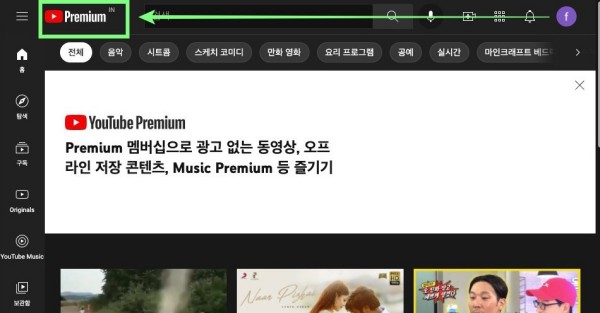 Premium IN
검색
f
전체
음악
시트콤
스케치 코미디
만화 영화
요리 프로그램
공예
실시간
마인크래프트 베드
홈
탐색
구독
Originals
YouTube Music
보관함
YouTube Premium
Premium 멤버십으로 광고 없는 동영상, 오프
라인 저장 콘텐츠, Music Premium 등 즐기기
HD